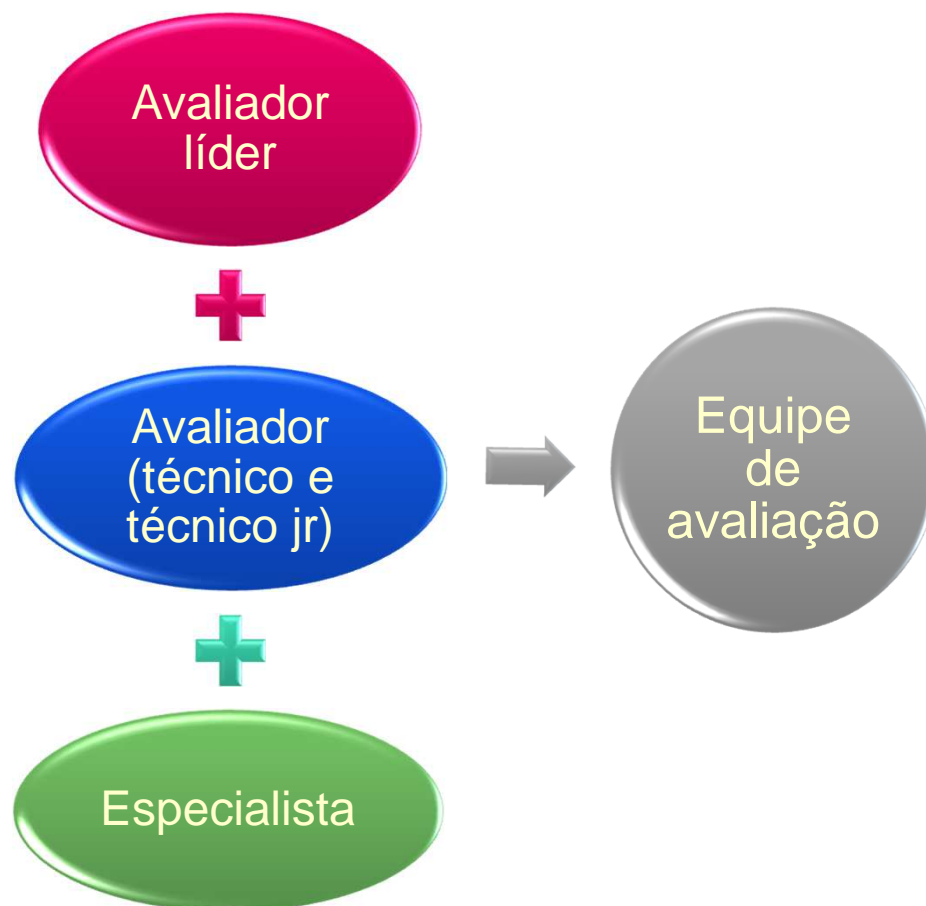 Avaliador
líder
Avaliador
(técnico e
técnico jr)
Equipe
de
avaliação
Especialista